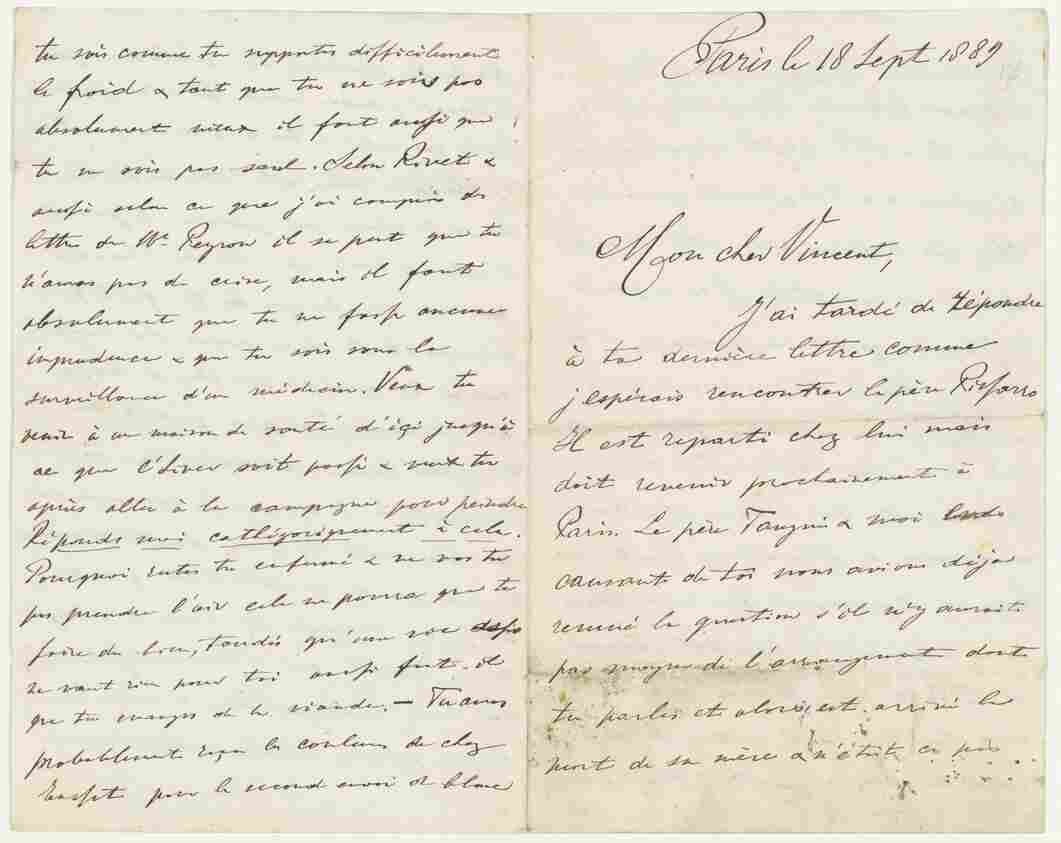 Paris le 18 Sept 1889
Mon cher Vincent,
J'ai tardé de répondre
à ta dernière lettre comme
j'espérais rencontrer le père Pissarro
Il est reparti chez lui mais
doit revenir prochainement à
Paris. Le père Tanguy & moi
causant de toi nous avions déja
remué la question s'il n'y aurait
pas moyen de l'arrangement dont
tu parles et alors est arrivé la
mort de sa mère & n'était ce pas
tu sais comme tu supportes difficilement
le froid & tant que tu ne sois pas
absolument mieux il faut aussi que
tu ne sois pas seul. Selon Rivet &
aussi selon ce que j'ai compris des
lettres de Mr. Peyron il se peut que tu
n'auras pas de crise, mais il faut
absolument que tu ne fasse aucune
inprudence & que tu sois sous la
surveillance d'un médecin. Veux tu
venir à une maison de santé d'ici jusqu'à
ce que l'hiver soit passé & veux tu
après aller à la campagne pour peindre
Réponds moi cathégoriquement à cela.
Pourquoi restes tu enfermé & ne vas tu
pas prendre l'air cela ne pourra que te
faire du bien, tandis qu'une vie
ne vaut rien pour toi aussi faut il
que tu manges de la viande. — Tu auras
probablement reçu les couleurs de chez
Tasset pour le second envoi de blanc